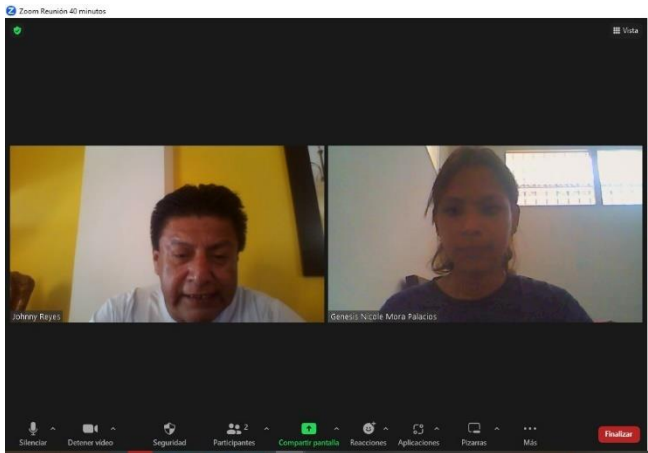 Zoom Reunión 40 minutos
Vista
Johnny Reyes
Genesis Nicole Mora Palacios
2
Silenciar Detener vídeo Seguridad Participantes Compartir pantalla Reacciones Aplicaciones Pizarras Más Finalizar